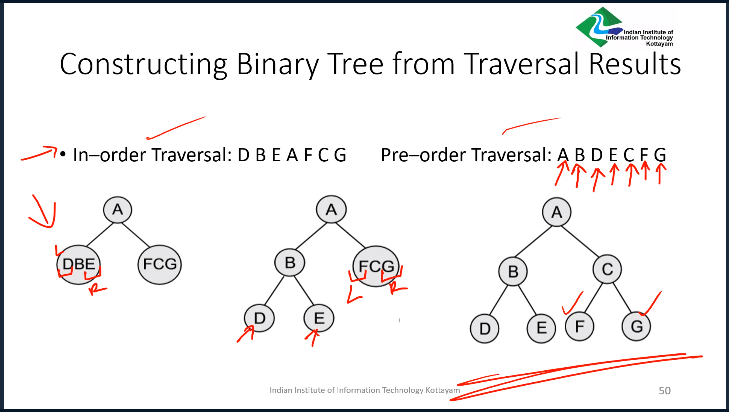 Indian Institute of
Information Technology
Kottayam
Constructing Binary Tree from Traversal Results
• In–order Traversal: D B E A F C G Pre–order Traversal: A B D E C F G
A
DBE FCG
R
A
B FCG
D E
L R
A
B C
D E F G
Indian Institute of Information Technology Kottayam 50